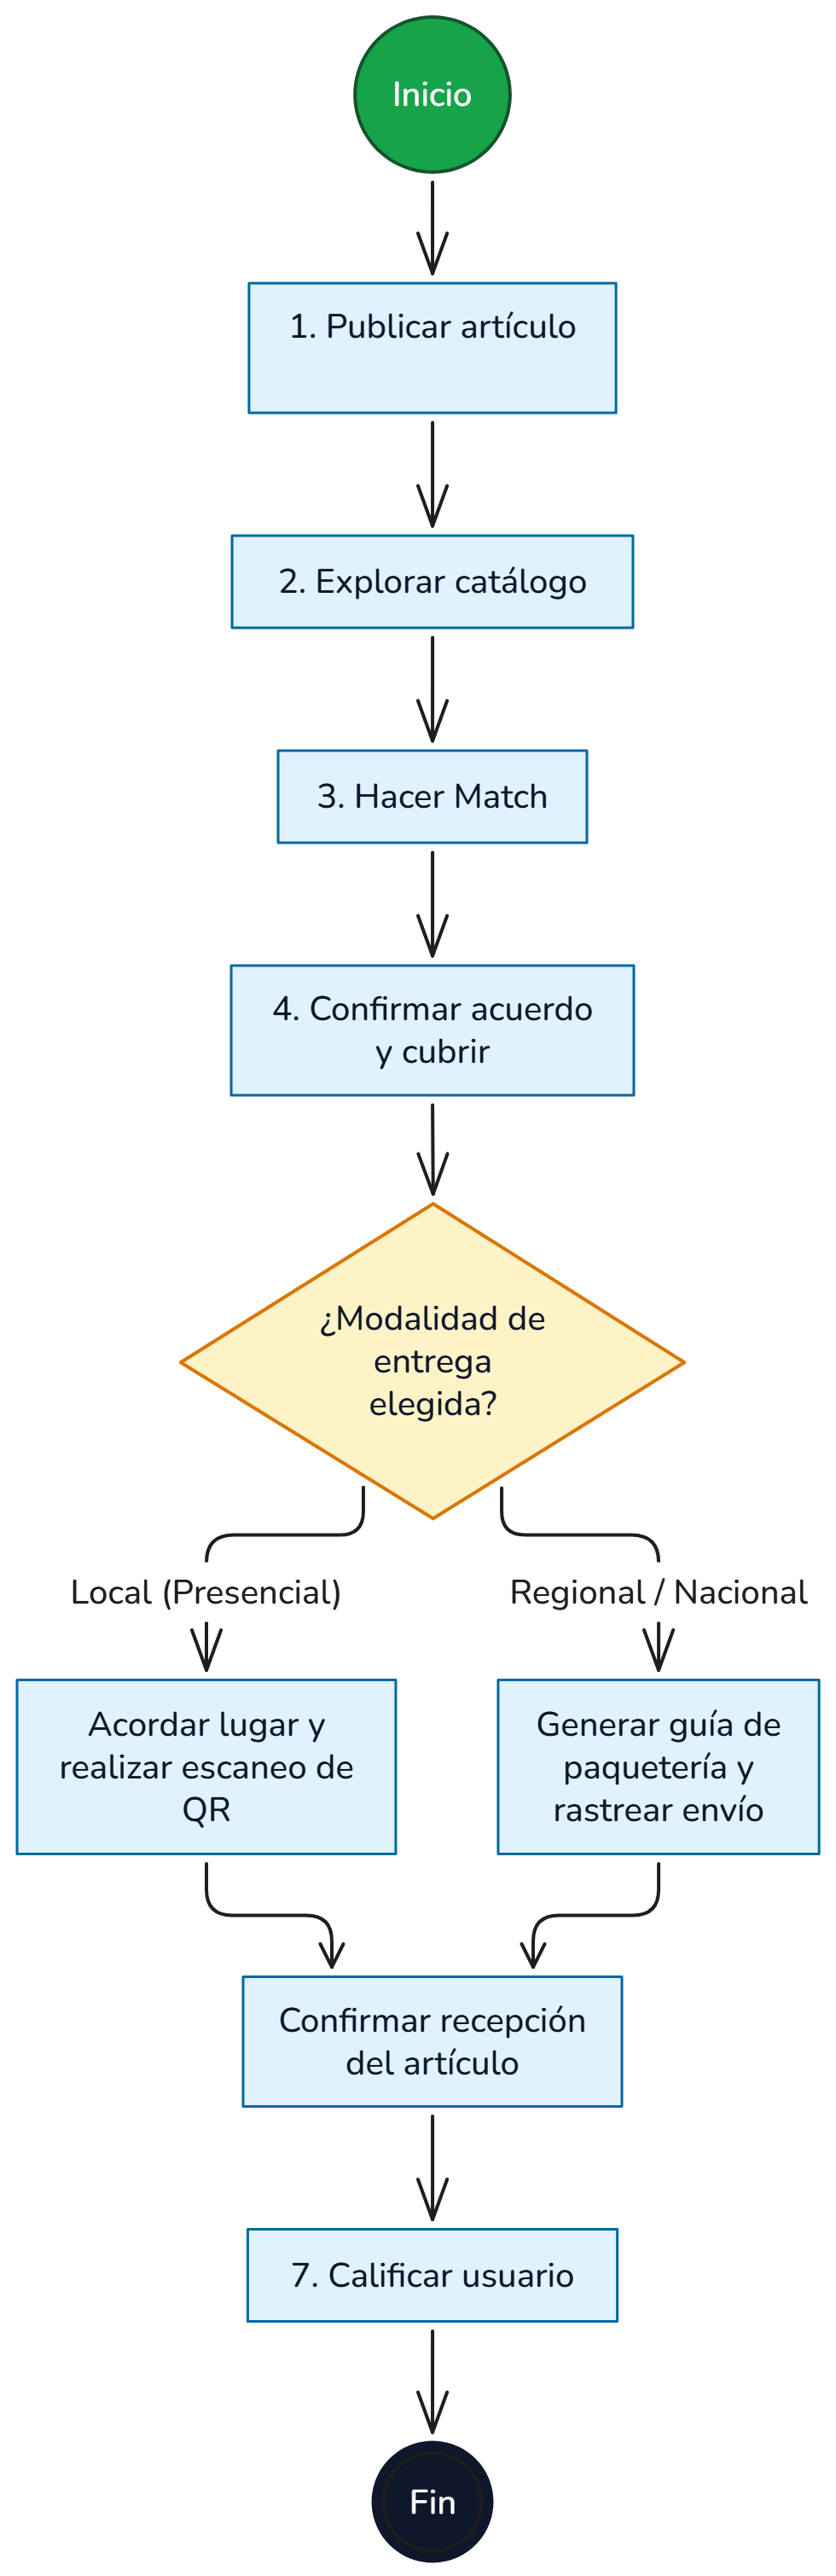 Inicio
1. Publicar artículo
2. Explorar catálogo
3. Hacer Match
4. Confirmar acuerdo
y cubrir
¿Modalidad de
entrega
elegida?
Local (Presencial)
Regional / Nacional
Acordar lugar y
realizar escaneo de
QR
Generar guía de
paquetería y
rastrear envío
Confirmar recepción
del artículo
7. Calificar usuario
Fin